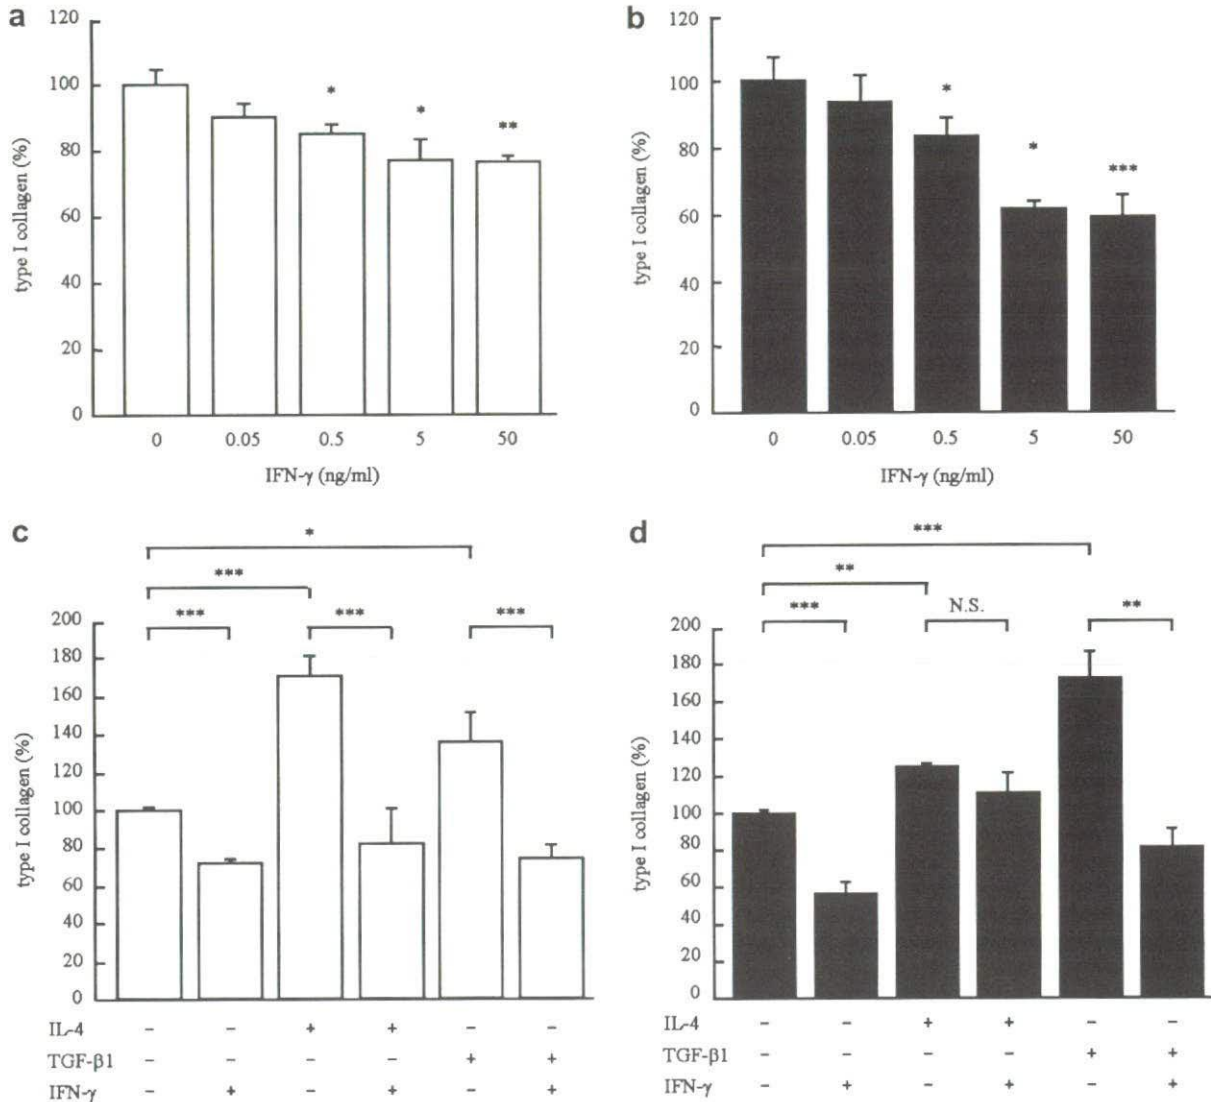 a
120
100
80
60
40
20
0
type I collagen (%)
* * **
0 0.05 0.5 5 50
IFN-γ (ng/ml)
b
120
100
80
60
40
20
0
type I collagen (%)
* * ***
0 0.05 0.5 5 50
IFN-γ (ng/ml)
c
*
***
*** *** ***
200
180
160
140
120
100
80
60
40
20
0
type I collagen (%)
IL-4 – – + + – –
TGF-β1 – – – – + +
IFN-γ – + – + – +
d
***
**
*** N.S. **
200
180
160
140
120
100
80
60
40
20
0
type I collagen (%)
IL-4 – – + + – –
TGF-β1 – – – – + +
IFN-γ – + – + – +